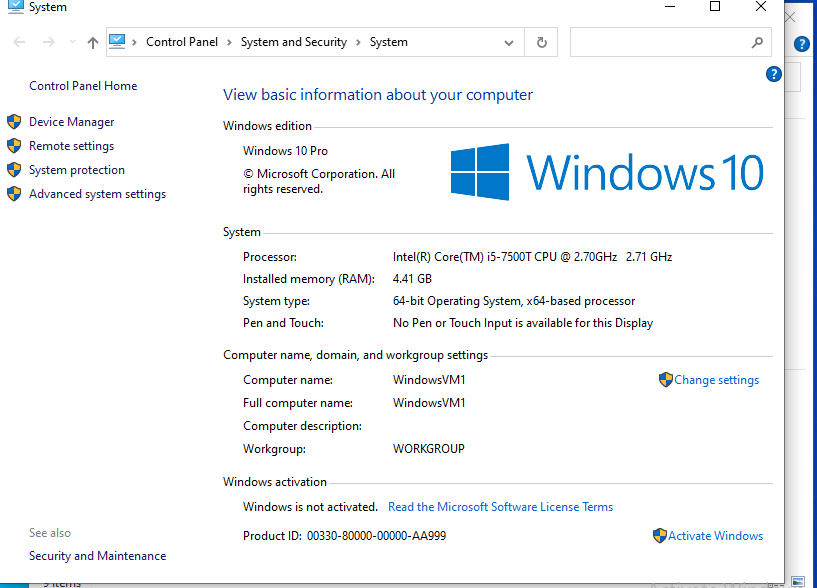 System
Control Panel > System and Security > System
Control Panel Home
View basic information about your computer
Device Manager
Remote settings
System protection
Advanced system settings
Windows edition
Windows 10 Pro
© Microsoft Corporation. All
rights reserved.
Windows 10
System
Processor: Intel(R) Core(TM) i5-7500T CPU @ 2.70GHz 2.71 GHz
Installed memory (RAM): 4.41 GB
System type: 64-bit Operating System, x64-based processor
Pen and Touch: No Pen or Touch Input is available for this Display
Computer name, domain, and workgroup settings
Computer name: WindowsVM1
Change settings
Full computer name: WindowsVM1
Computer description:
Workgroup: WORKGROUP
Windows activation
Windows is not activated. Read the Microsoft Software License Terms
Product ID: 00330-80000-00000-AA999
Activate Windows
See also
Security and Maintenance